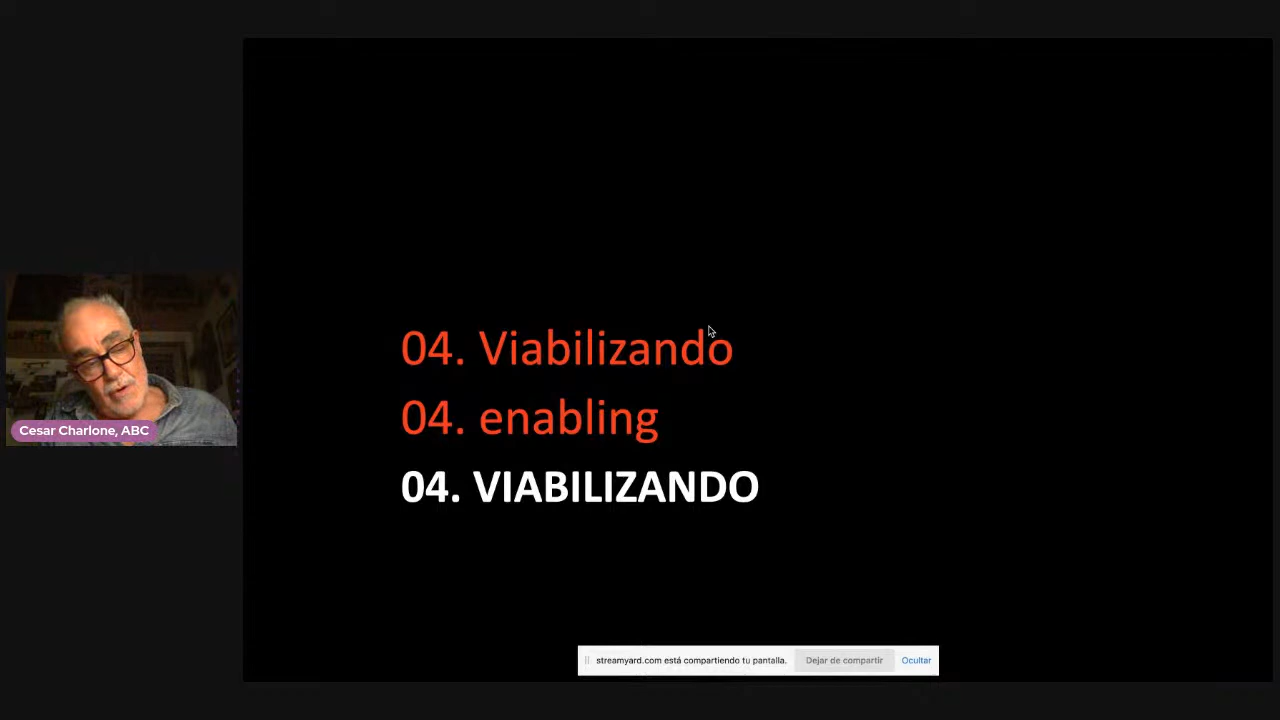 04. Viabilizando
04. enabling
04. VIABILIZANDO
Cesar Charlone, ABC
streamyard.com está compartiendo tu pantalla. Dejar de compartir Ocultar